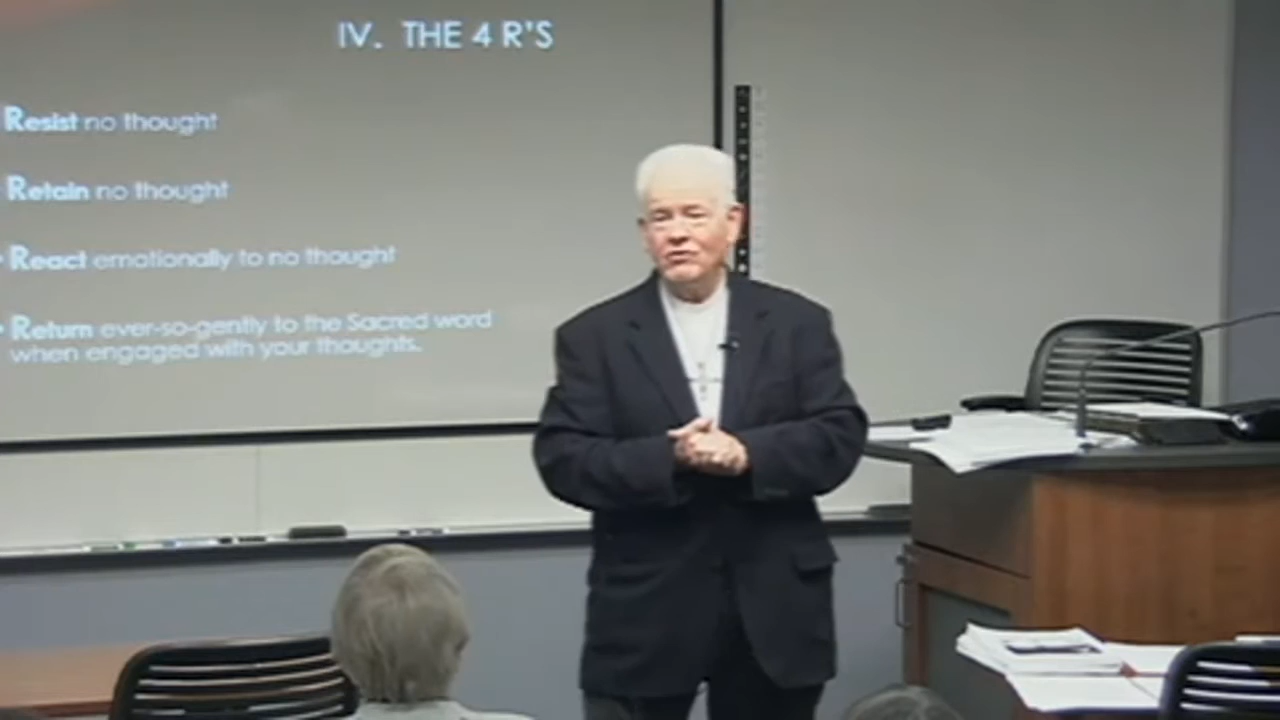 IV. THE 4 R'S
Resist no thought
Retain no thought
• React emotionally to no thought
• Return ever-so-gently to the Sacred word
when engaged with your thoughts.